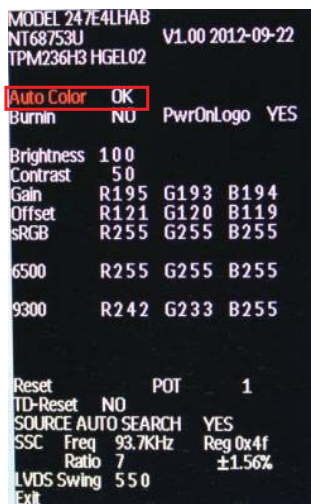 MODEL 247E4LHAB
NT68753U V1.00 2012-09-22
TPM236H3 HGEL02
Auto Color OK
Burnin NO PwrOnLogo YES
Brightness 100
Contrast 50
Gain R195 G193 B194
Offset R121 G120 B119
sRGB R255 G255 B255
6500 R255 G255 B255
9300 R242 G233 B255
Reset POT 1
TD-Reset NO
SOURCE AUTO SEARCH YES
SSC Freq 93.7KHz Reg 0x4f
Ratio 7 ±1.56%
LVDS Swing 550
Exit